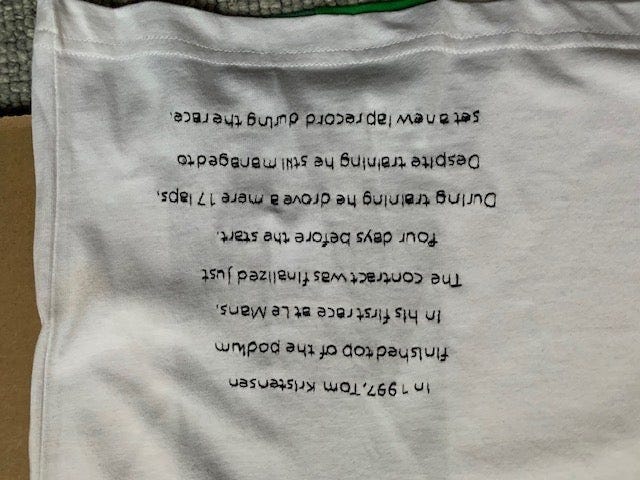 In 1997, Tom Kristensen
finished top of the podium
in his first race at Le Mans.
The contract was finalized just
four days before the start.
During training he drove a mere 17 laps.
Despite training he still managed to
set a new lap record during the race.